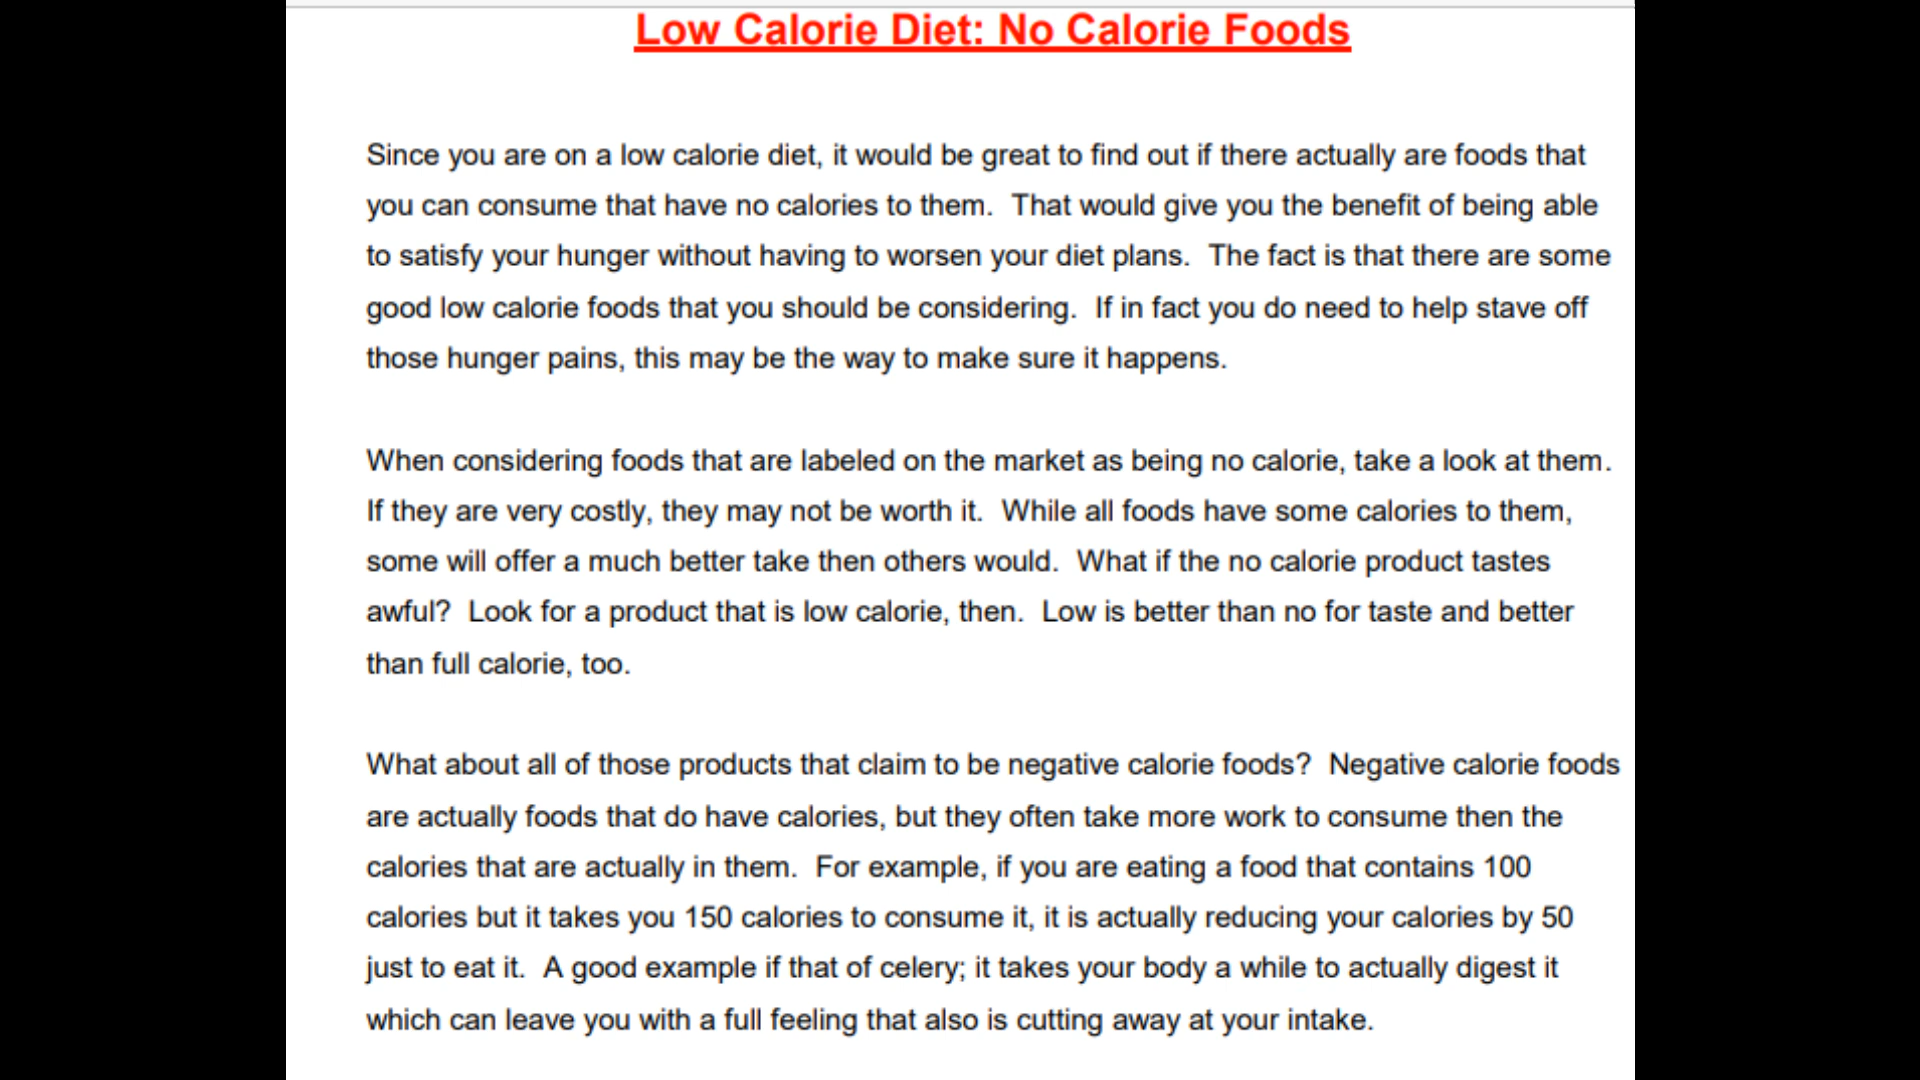 Low Calorie Diet: No Calorie Foods
Since you are on a low calorie diet, it would be great to find out if there actually are foods that
you can consume that have no calories to them.  That would give you the benefit of being able
to satisfy your hunger without having to worsen your diet plans.  The fact is that there are some
good low calorie foods that you should be considering.  If in fact you do need to help stave off
those hunger pains, this may be the way to make sure it happens.
When considering foods that are labeled on the market as being no calorie, take a look at them.
If they are very costly, they may not be worth it.  While all foods have some calories to them,
some will offer a much better take then others would.  What if the no calorie product tastes
awful?  Look for a product that is low calorie, then.  Low is better than no for taste and better
than full calorie, too.
What about all of those products that claim to be negative calorie foods?  Negative calorie foods
are actually foods that do have calories, but they often take more work to consume then the
calories that are actually in them.  For example, if you are eating a food that contains 100
calories but it takes you 150 calories to consume it, it is actually reducing your calories by 50
just to eat it.  A good example if that of celery; it takes your body a while to actually digest it
which can leave you with a full feeling that also is cutting away at your intake.